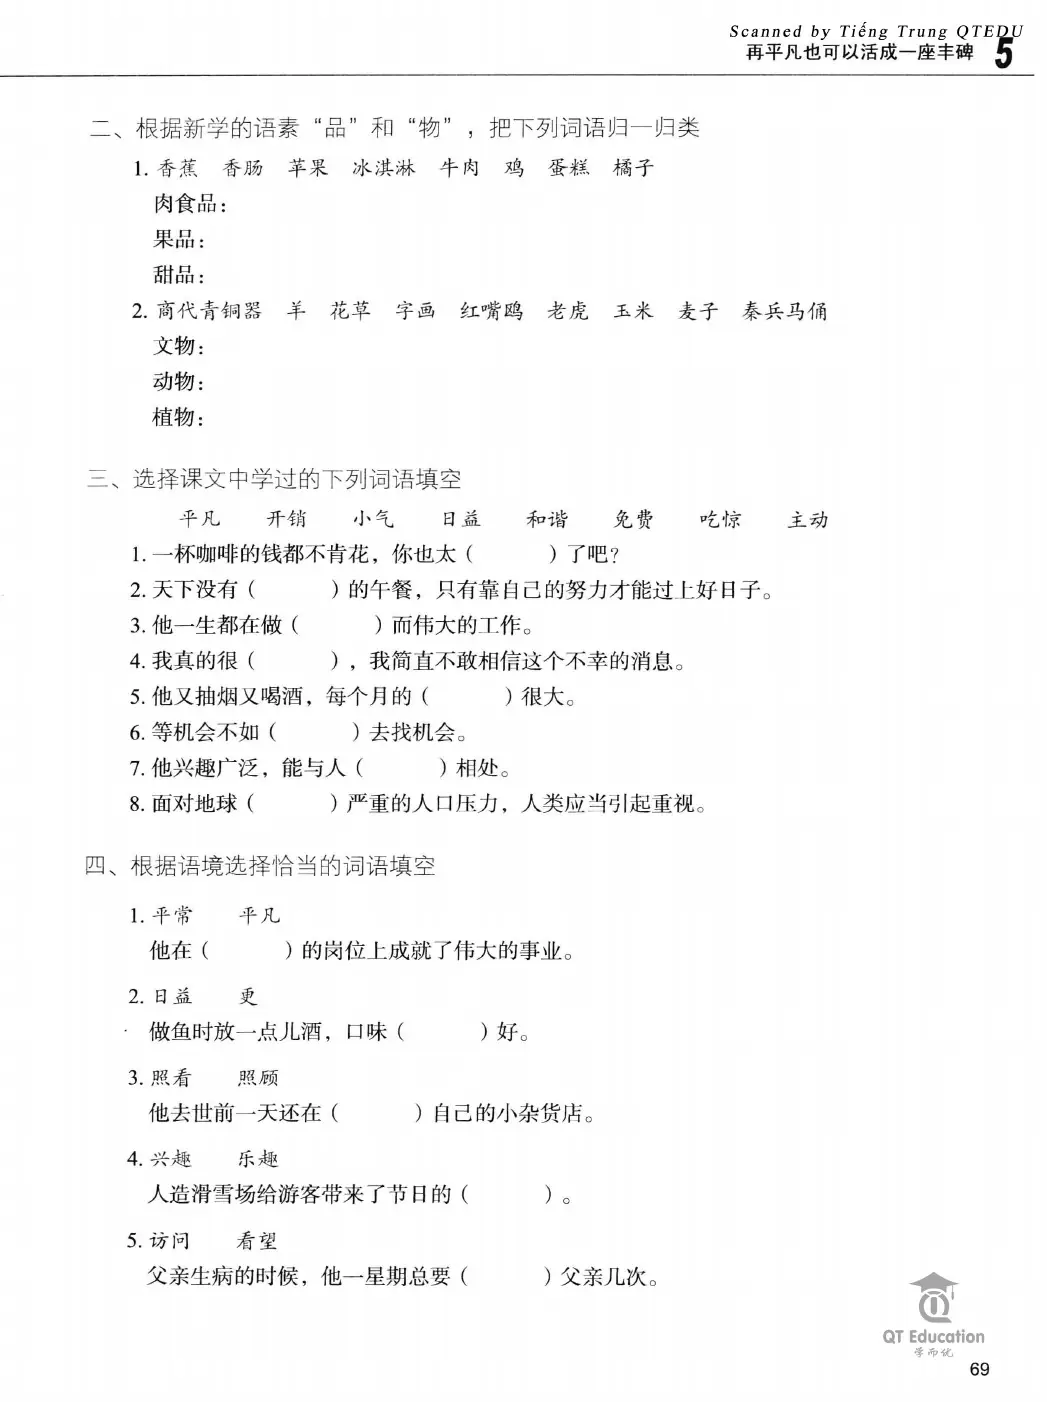 Scanned by Tiếng Trung QTEDU
再平凡也可以活成一座丰碑 5
二、根据新学的语素“品”和“物”，把下列词语归一归类
1. 香蕉 香肠 苹果 冰淇淋 牛肉 鸡 蛋糕 橘子
肉食品：
果品：
甜品：
2. 商代青铜器 羊 花草 字画 红嘴鸥 老虎 玉米 麦子 秦兵马俑
文物：
动物：
植物：
三、选择课文中学过的下列词语填空
平凡 开销 小气 日益 和谐 免费 吃惊 主动
1. 一杯咖啡的钱都不肯花，你也太（ ）了吧？
2. 天下没有（ ）的午餐，只有靠自己的努力才能过上好日子。
3. 他一生都在做（ ）而伟大的工作。
4. 我真的很（ ），我简直不敢相信这个不幸的消息。
5. 他又抽烟又喝酒，每个月的（ ）很大。
6. 等机会不如（ ）去找机会。
7. 他兴趣广泛，能与人（ ）相处。
8. 面对地球（ ）严重的人口压力，人类应当引起重视。
四、根据语境选择恰当的词语填空
1. 平常 平凡
他在（ ）的岗位上成就了伟大的事业。
2. 日益 更
做鱼时放一点儿酒，口味（ ）好。
3. 照看 照顾
他去世前一天还在（ ）自己的小杂货店。
4. 兴趣 乐趣
人造滑雪场给游客带来了节日的（ ）。
5. 访问 看望
父亲生病的时候，他一星期总要（ ）父亲几次。
QT Education
学而优
69